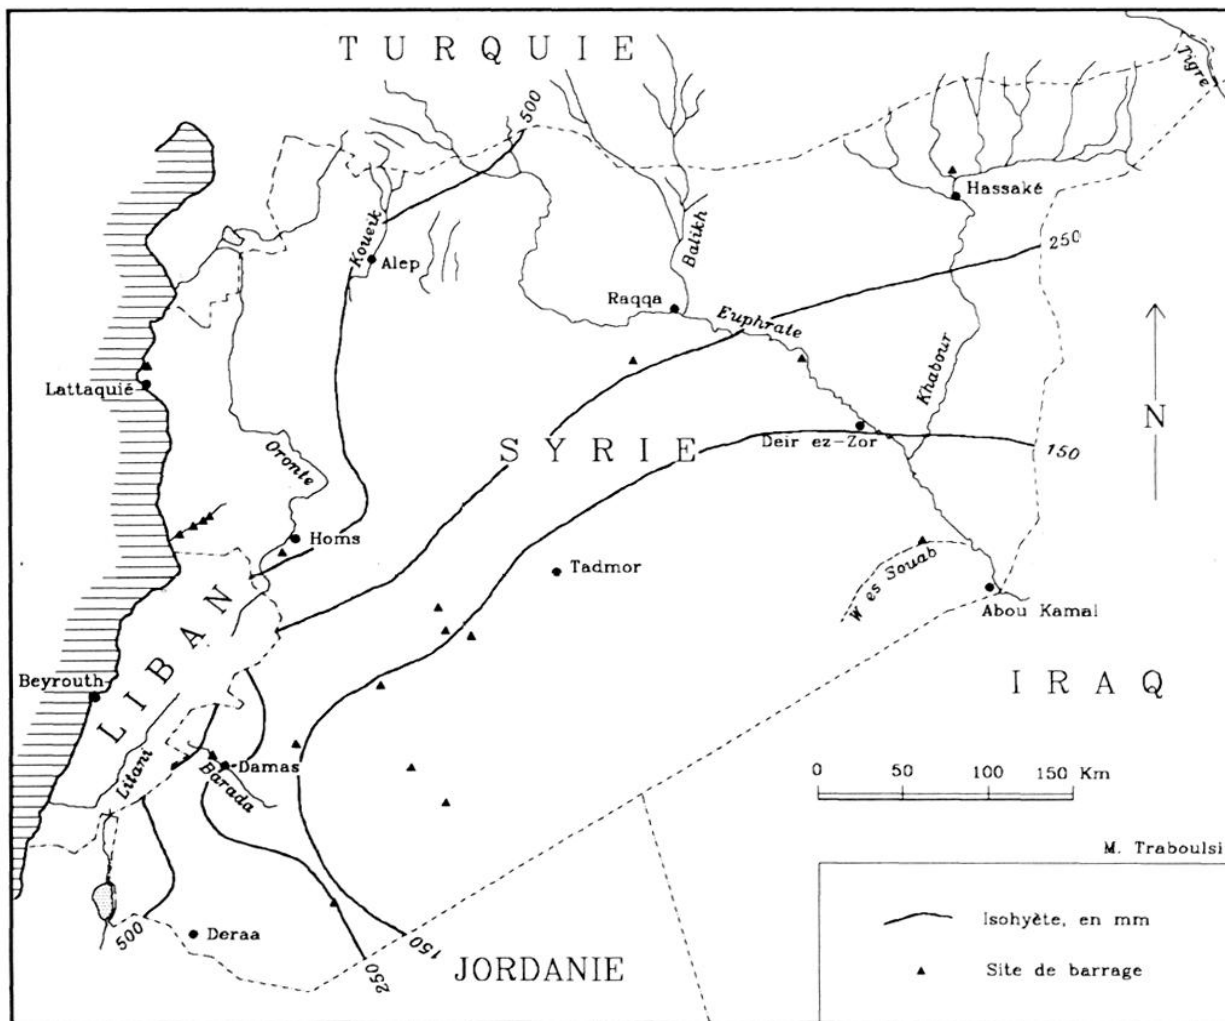 TURQUIE
Tigre
500
Hassaké
Koueik
Alep
Balikh
250
Raqqa
Euphrate
Khabour
Lattaquié
N
SYRIE
Deir ez-Zor
150
Oronte
Homs
Tadmor
W es Souab
Abou Kamal
LIBAN
Beyrouth
IRAQ
Litani
Barada
Damas
0 50 100 150 Km
M. Traboulsi
500
Deraa
250
150
JORDANIE
Isohyète, en mm
Site de barrage